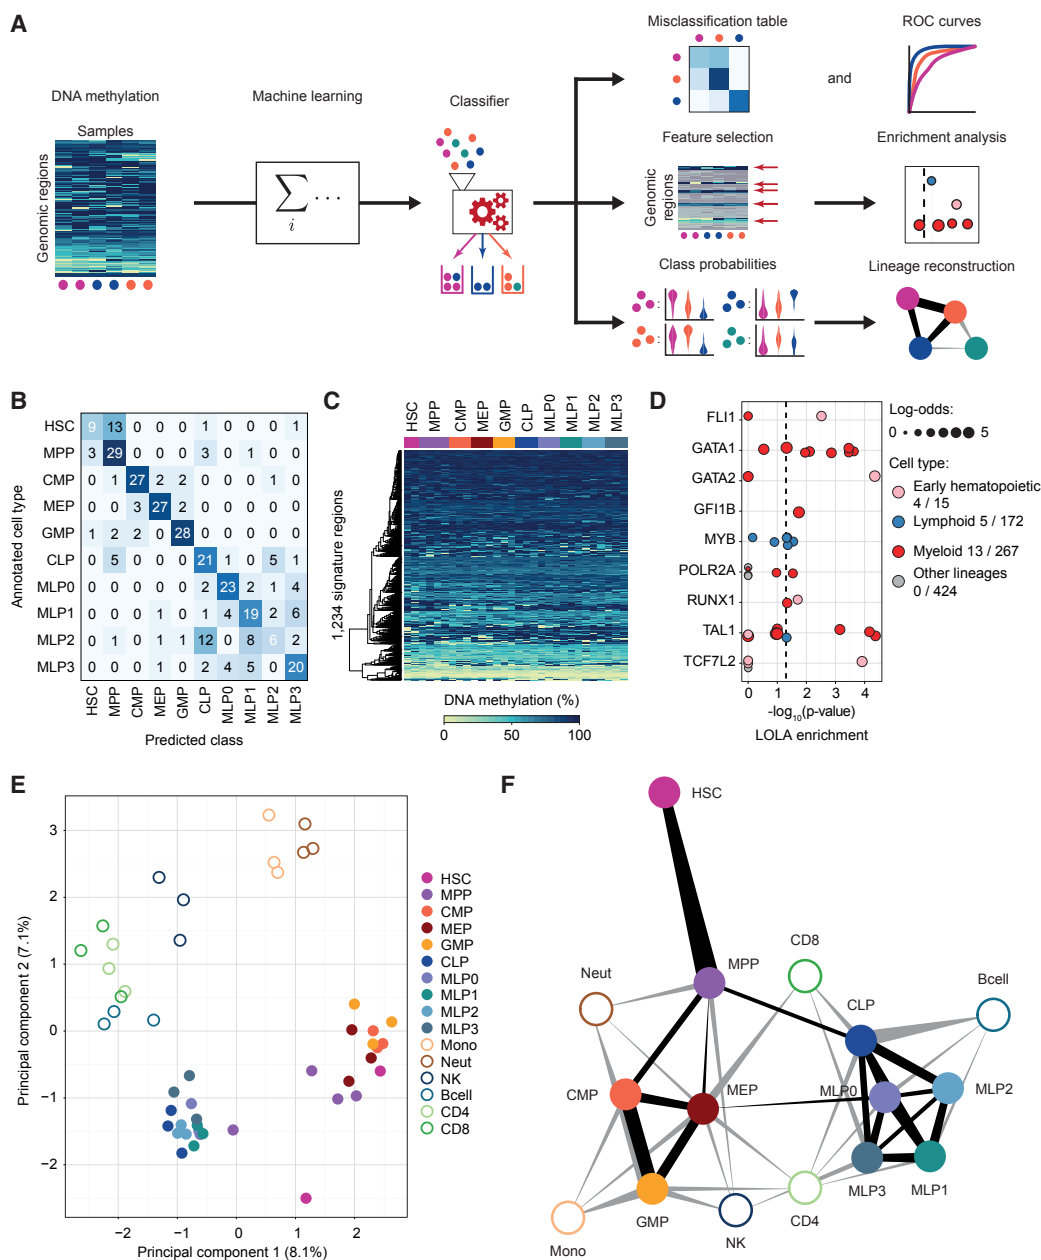 A
DNA methylation
Samples
Genomic regions
Machine learning
∑ i ...
Classifier
Misclassification table
and
ROC curves
Feature selection
Genomic
regions
Enrichment analysis
Class probabilities
: : : :
Lineage reconstruction
B
Annotated cell type
HSC 9 13 0 0 0 1 0 0 0 1
MPP 3 29 0 0 0 3 0 1 0 0
CMP 0 1 27 2 2 0 0 0 1 0
MEP 0 0 3 27 2 0 0 0 0 0
GMP 1 2 2 0 28 0 0 0 0 0
CLP 0 5 0 0 0 21 1 0 5 1
MLP0 0 0 0 0 0 2 23 2 1 4
MLP1 0 0 0 1 0 1 4 19 2 6
MLP2 0 1 0 1 1 12 0 8 6 2
MLP3 0 0 0 1 0 2 4 5 0 20
HSC MPP CMP MEP GMP CLP MLP0 MLP1 MLP2 MLP3
Predicted class
C
HSC MPP CMP MEP GMP CLP MLP0 MLP1 MLP2 MLP3
1,234 signature regions
DNA methylation (%)
0 50 100
D
FLI1
GATA1
GATA2
GFI1B
MYB
POLR2A
RUNX1
TAL1
TCF7L2
0 1 2 3 4
-log10(p-value)
LOLA enrichment
Log-odds:
0 5
Cell type:
Early hematopoietic
4 / 15
Lymphoid 5 / 172
Myeloid 13 / 267
Other lineages
0 / 424
E
Principal component 2 (7.1%)
3
2
1
0
−1
−2
−2 −1 0 1 2
Principal component 1 (8.1%)
HSC
MPP
CMP
MEP
GMP
CLP
MLP0
MLP1
MLP2
MLP3
Mono
Neut
NK
Bcell
CD4
CD8
F
HSC
MPP
CD8
Neut
Bcell
CLP
CMP
MEP
MLP0
MLP2
MLP3
MLP1
GMP
CD4
NK
Mono